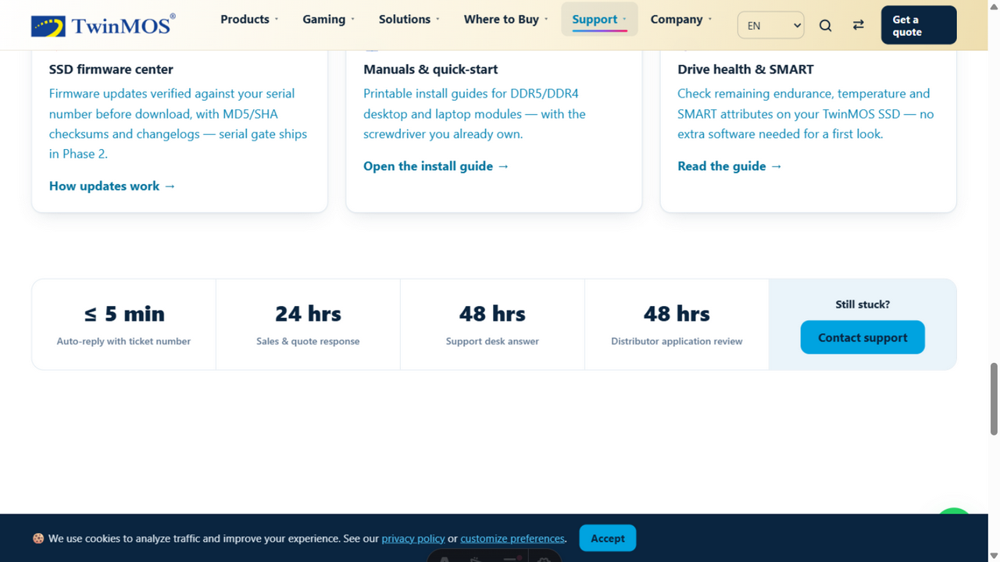 TwinMOS®
Products
Gaming
Solutions
Where to Buy
Support
Company
EN
Get a
quote
SSD firmware center
Firmware updates verified against your serial
number before download, with MD5/SHA
checksums and changelogs — serial gate ships
in Phase 2.
How updates work →
Manuals & quick-start
Printable install guides for DDR5/DDR4
desktop and laptop modules — with the
screwdriver you already own.
Open the install guide →
Drive health & SMART
Check remaining endurance, temperature and
SMART attributes on your TwinMOS SSD — no
extra software needed for a first look.
Read the guide →
≤ 5 min
Auto-reply with ticket number
24 hrs
Sales & quote response
48 hrs
Support desk answer
48 hrs
Distributor application review
Still stuck?
Contact support
🍪 We use cookies to analyze traffic and improve your experience. See our privacy policy or customize preferences.
Accept